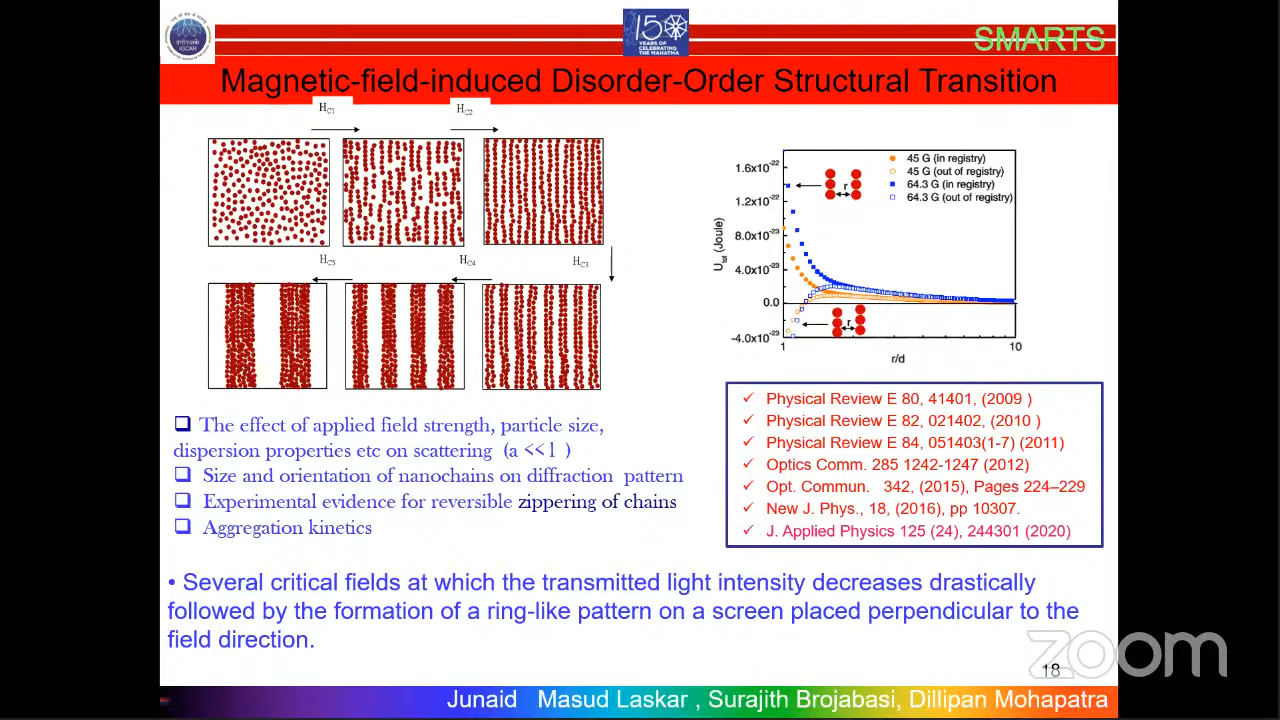 IGCAR
150
YEARS OF
CELEBRATING
THE MAHATMA
SMARTS
Magnetic-field-induced Disorder-Order Structural Transition
HC1
HC2
HC5
HC4
HC3
1.6x10-22
1.2x10-22
8.0x10-23
4.0x10-23
0.0
-4.0x10-23
Utot (Joule)
45 G (in registry)
45 G (out of registry)
64.3 G (in registry)
64.3 G (out of registry)
r
r
1
10
r/d
The effect of applied field strength, particle size,
dispersion properties etc on scattering (a <<l )
Size and orientation of nanochains on diffraction pattern
Experimental evidence for reversible zippering of chains
Aggregation kinetics
✓ Physical Review E 80, 41401, (2009 )
✓ Physical Review E 82, 021402, (2010 )
✓ Physical Review E 84, 051403(1-7) (2011)
✓ Optics Comm. 285 1242-1247 (2012)
✓ Opt. Commun. 342, (2015), Pages 224–229
✓ New J. Phys., 18, (2016), pp 10307.
✓ J. Applied Physics 125 (24), 244301 (2020)
• Several critical fields at which the transmitted light intensity decreases drastically
followed by the formation of a ring-like pattern on a screen placed perpendicular to the
field direction.
zoom
18
Junaid Masud Laskar , Surajith Brojabasi, Dillipan Mohapatra